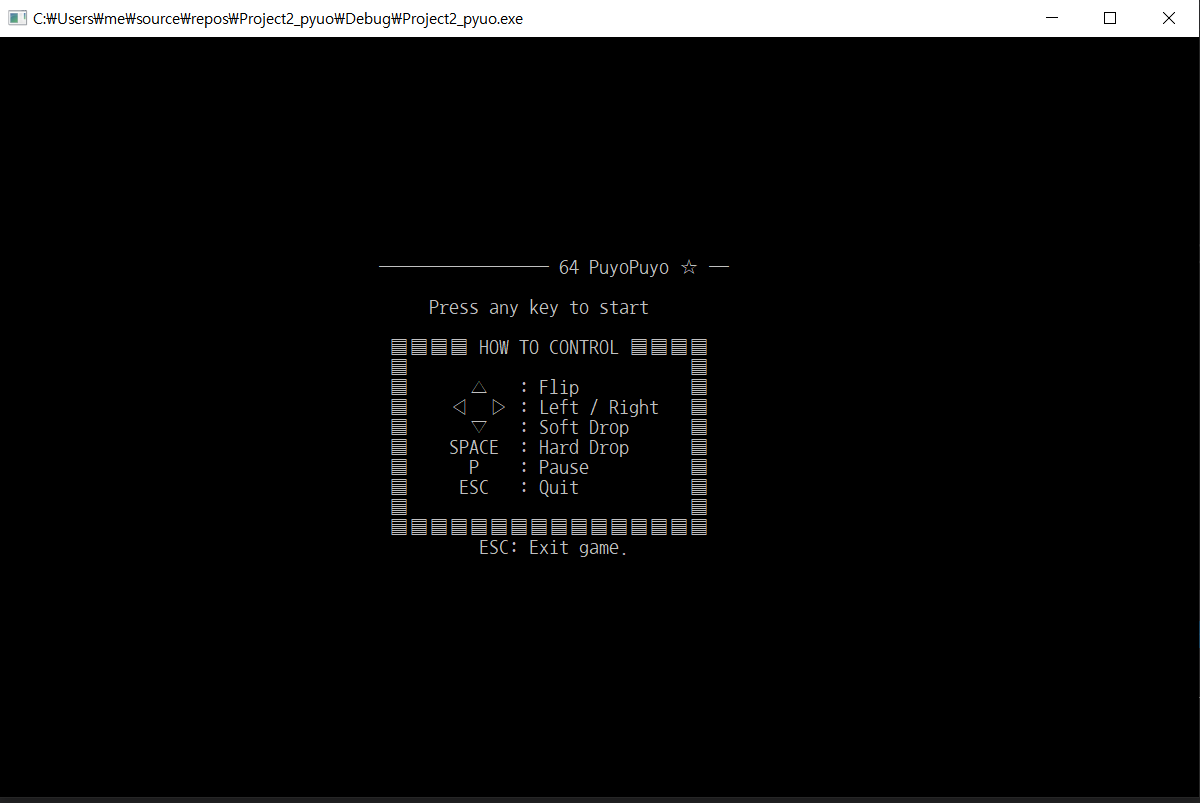 C:₩Users₩me₩source₩repos₩Project2_pyuo₩Debug₩Project2_pyuo.exe
64 PuyoPuyo ☆
Press any key to start
▤▤▤▤ HOW TO CONTROL ▤▤▤▤
△ : Flip
◁ ▷ : Left / Right
▽ : Soft Drop
SPACE : Hard Drop
P : Pause
ESC : Quit
ESC: Exit game.